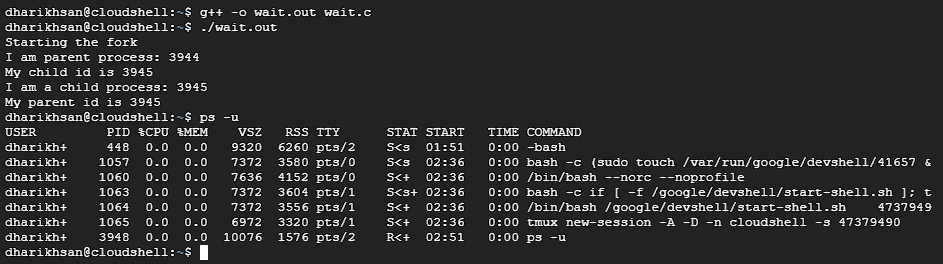 dharikhsan@cloudshell:~$ g++ -o wait.out wait.c
dharikhsan@cloudshell:~$ ./wait.out
Starting the fork
I am parent process: 3944
My child id is 3945
I am a child process: 3945
My parent id is 3945
dharikhsan@cloudshell:~$ ps -u
USER PID %CPU %MEM VSZ RSS TTY STAT START TIME COMMAND
dharikh+ 448 0.0 0.0 9320 6260 pts/2 S<s 01:51 0:00 -bash
dharikh+ 1057 0.0 0.0 7372 3580 pts/0 S<s 02:36 0:00 bash -c (sudo touch /var/run/google/devshell/41657 &
dharikh+ 1060 0.0 0.0 7636 4152 pts/0 S<+ 02:36 0:00 /bin/bash --norc --noprofile
dharikh+ 1063 0.0 0.0 7372 3604 pts/1 S<s+ 02:36 0:00 bash -c if [ -f /google/devshell/start-shell.sh ]; t
dharikh+ 1064 0.0 0.0 7372 3556 pts/1 S<+ 02:36 0:00 /bin/bash /google/devshell/start-shell.sh 4737949
dharikh+ 1065 0.0 0.0 6972 3320 pts/1 S<+ 02:36 0:00 tmux new-session -A -D -n cloudshell -s 47379490
dharikh+ 3948 0.0 0.0 10076 1576 pts/2 R<+ 02:51 0:00 ps -u
dharikhsan@cloudshell:~$